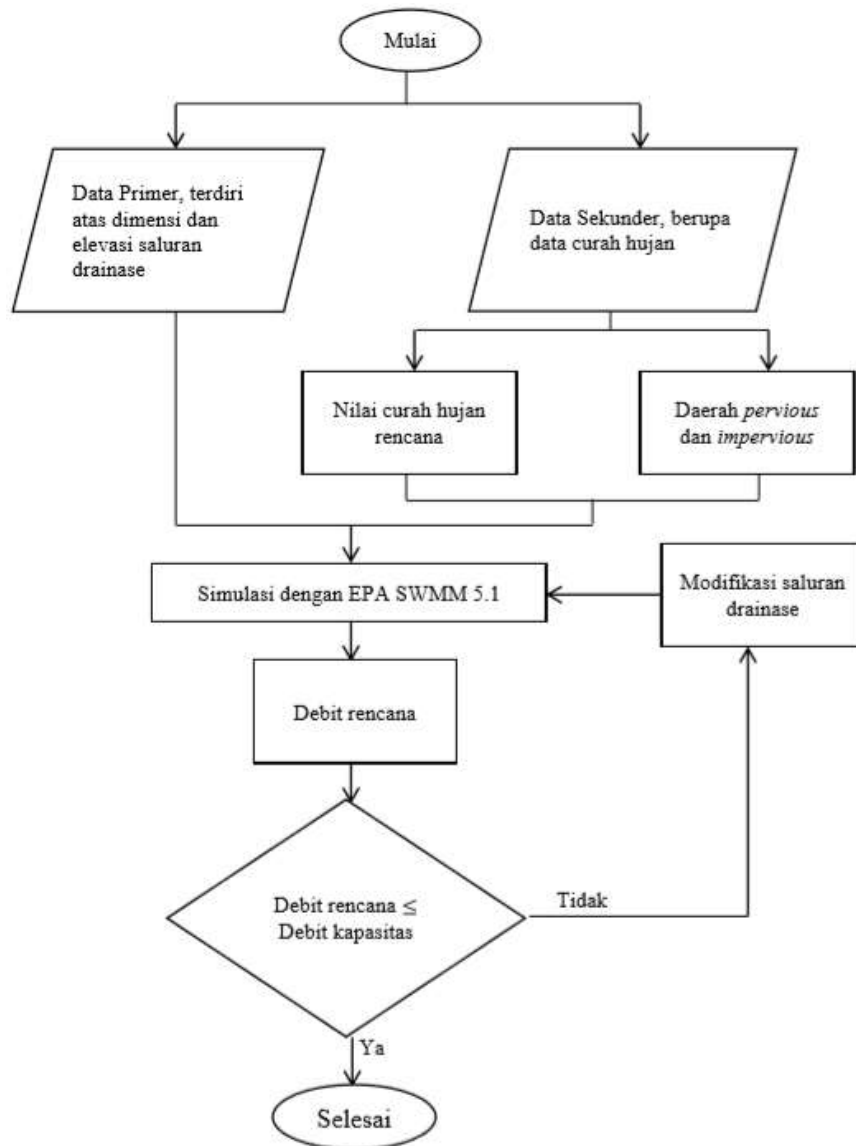 Mulai
Data Primer, terdiri
atas dimensi dan
elevasi saluran
drainase
Data Sekunder, berupa
data curah hujan
Nilai curah hujan
rencana
Daerah pervious
dan impervious
Simulasi dengan EPA SWMM 5.1
Modifikasi saluran
drainase
Debit rencana
Debit rencana ≤
Debit kapasitas
Tidak
Ya
Selesai